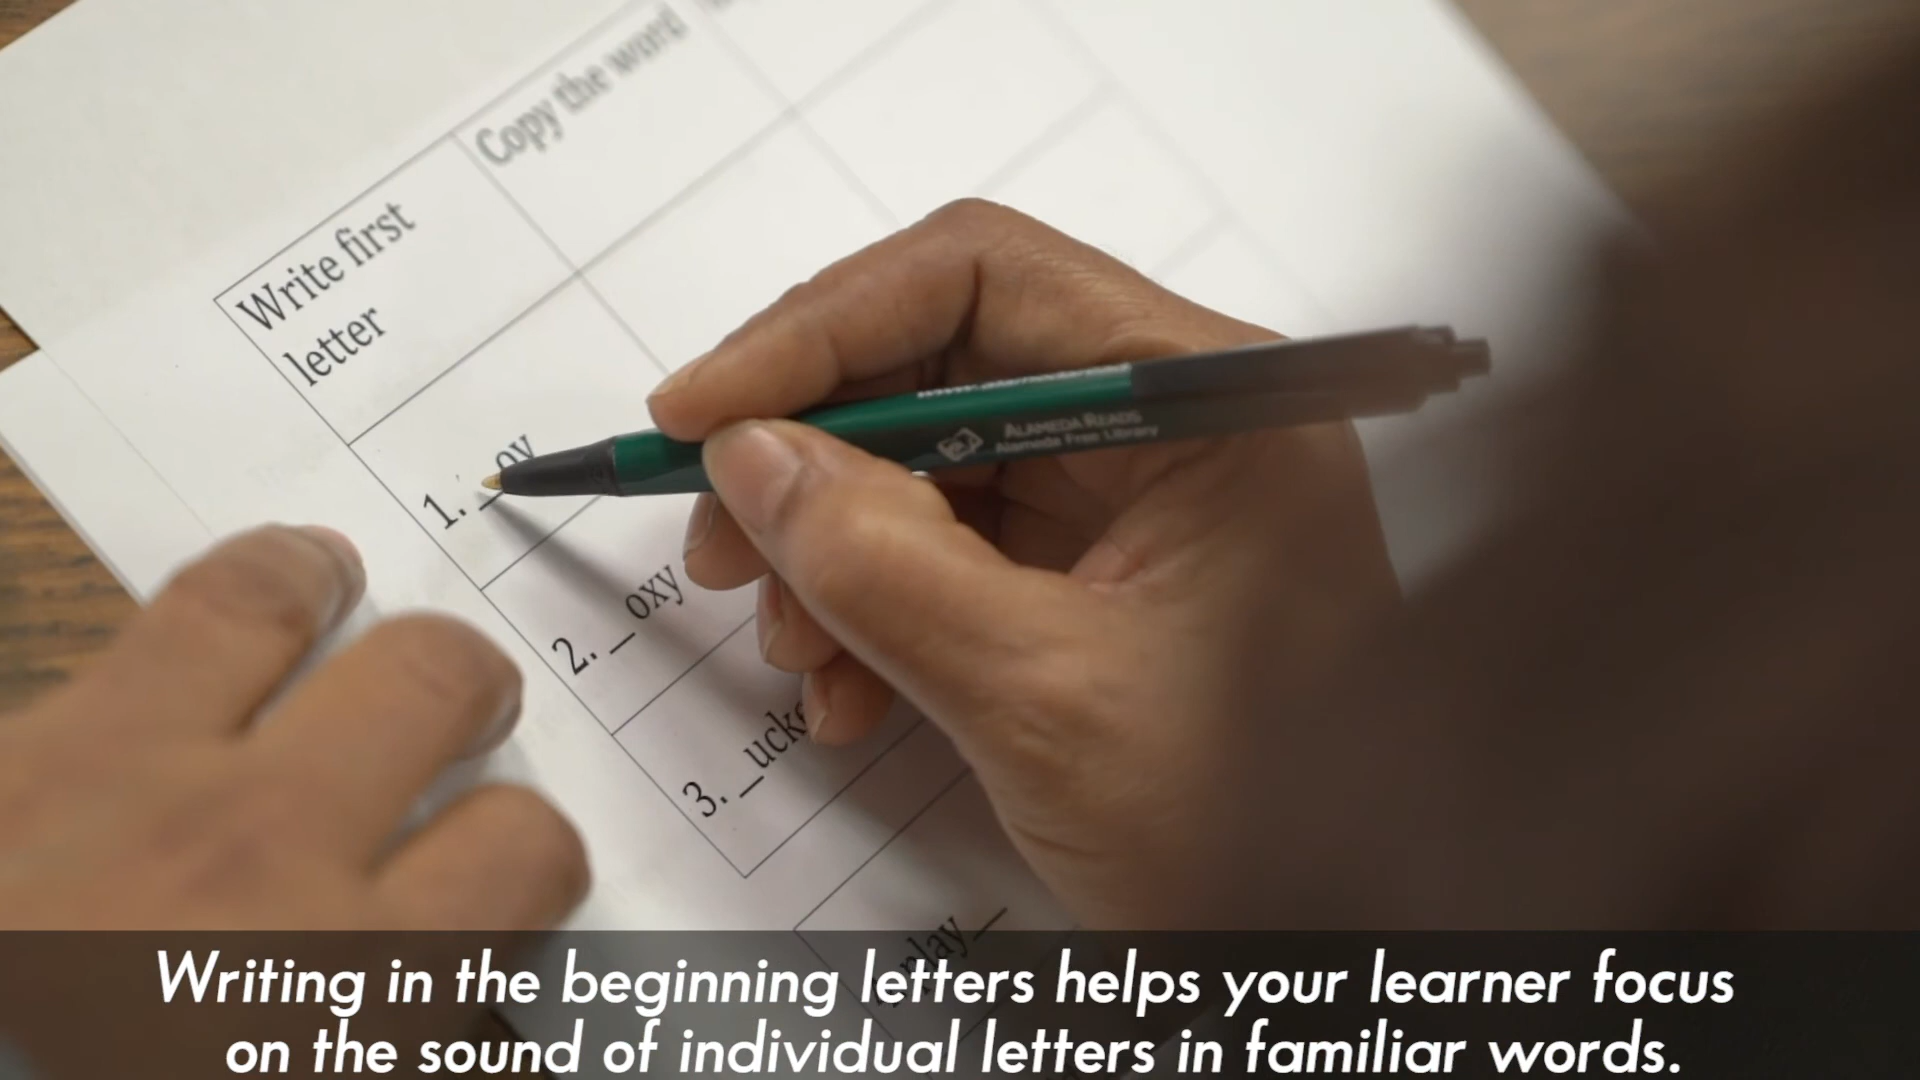 Copy the word
Write first
letter
1. _oy
2. _oxy
3. _ucke
play_
ALAMEDA READS
Alameda Free Library
Writing in the beginning letters helps your learner focus
on the sound of individual letters in familiar words.